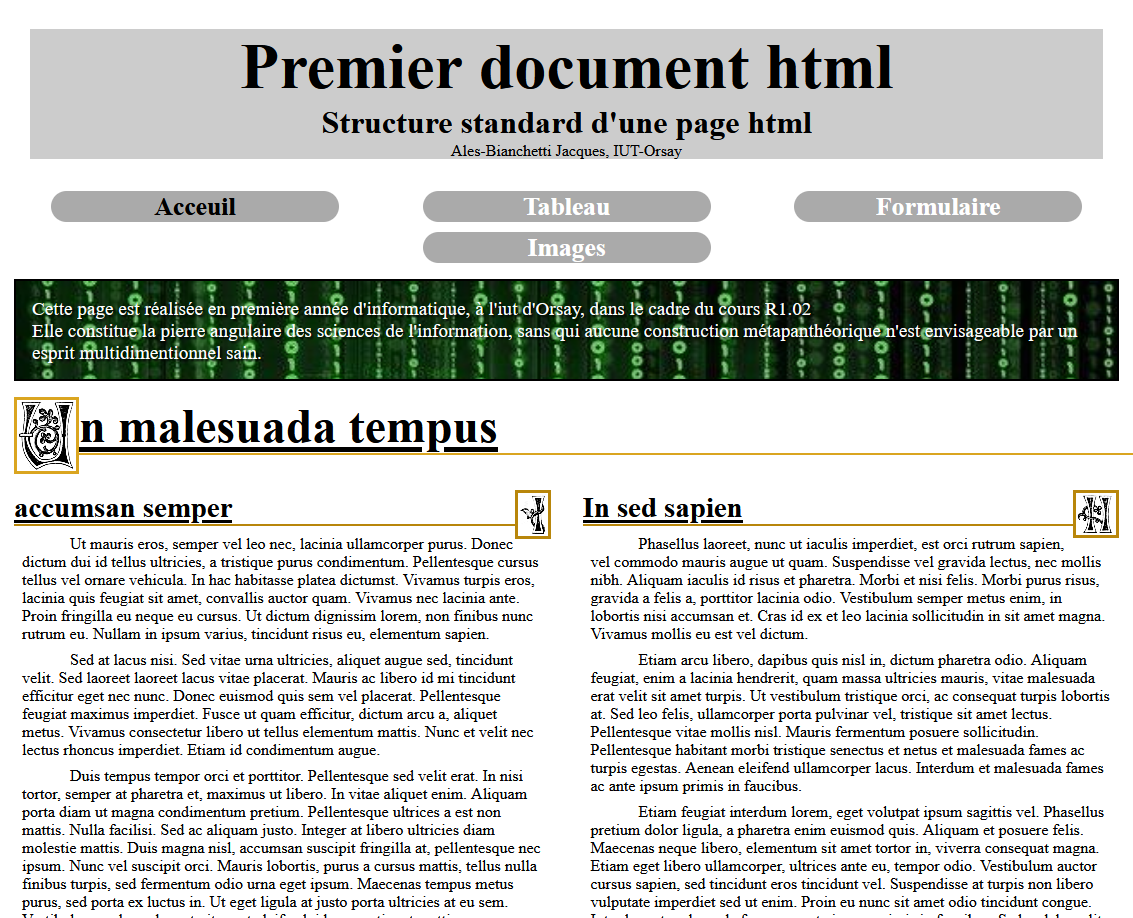 Premier document html
Structure standard d'une page html
Ales-Bianchetti Jacques, IUT-Orsay
Acceuil
Tableau
Formulaire
Images
Cette page est réalisée en première année d'informatique, à l'iut d'Orsay, dans le cadre du cours R1.02
Elle constitue la pierre angulaire des sciences de l'information, sans qui aucune construction métapanthéorique n'est envisageable par un
esprit multidimentionnel sain.
n malesuada tempus
accumsan semper
Ut mauris eros, semper vel leo nec, lacinia ullamcorper purus. Donec
dictum dui id tellus ultricies, a tristique purus condimentum. Pellentesque cursus
tellus vel ornare vehicula. In hac habitasse platea dictumst. Vivamus turpis eros,
lacinia quis feugiat sit amet, convallis auctor quam. Vivamus nec lacinia ante.
Proin fringilla eu neque eu cursus. Ut dictum dignissim lorem, non finibus nunc
rutrum eu. Nullam in ipsum varius, tincidunt risus eu, elementum sapien.
Sed at lacus nisi. Sed vitae urna ultricies, aliquet augue sed, tincidunt
velit. Sed laoreet laoreet lacus vitae placerat. Mauris ac libero id mi tincidunt
efficitur eget nec nunc. Donec euismod quis sem vel placerat. Pellentesque
feugiat maximus imperdiet. Fusce ut quam efficitur, dictum arcu a, aliquet
metus. Vivamus consectetur libero ut tellus elementum mattis. Nunc et velit nec
lectus rhoncus imperdiet. Etiam id condimentum augue.
Duis tempus tempor orci et porttitor. Pellentesque sed velit erat. In nisi
tortor, semper at pharetra et, maximus ut libero. In vitae aliquet enim. Aliquam
porta diam ut magna condimentum pretium. Pellentesque ultrices a est non
mattis. Nulla facilisi. Sed ac aliquam justo. Integer at libero ultricies diam
molestie mattis. Duis magna nisl, accumsan suscipit fringilla at, pellentesque nec
ipsum. Nunc vel suscipit orci. Mauris lobortis, purus a cursus mattis, tellus nulla
finibus turpis, sed fermentum odio urna eget ipsum. Maecenas tempus metus
purus, sed porta ex luctus in. Ut eget ligula at justo porta ultricies at eu sem.
In sed sapien
Phasellus laoreet, nunc ut iaculis imperdiet, est orci rutrum sapien,
vel commodo mauris augue ut quam. Suspendisse vel gravida lectus, nec mollis
nibh. Aliquam iaculis id risus et pharetra. Morbi et nisi felis. Morbi purus risus,
gravida a felis a, porttitor lacinia odio. Vestibulum semper metus enim, in
lobortis nisi accumsan et. Cras id ex et leo lacinia sollicitudin in sit amet magna.
Vivamus mollis eu est vel dictum.
Etiam arcu libero, dapibus quis nisl in, dictum pharetra odio. Aliquam
feugiat, enim a lacinia hendrerit, quam massa ultricies mauris, vitae malesuada
erat velit sit amet turpis. Ut vestibulum tristique orci, ac consequat turpis lobortis
at. Sed leo felis, ullamcorper porta pulvinar vel, tristique sit amet lectus.
Pellentesque vitae mollis nisl. Mauris fermentum posuere sollicitudin.
Pellentesque habitant morbi tristique senectus et netus et malesuada fames ac
turpis egestas. Aenean eleifend ullamcorper lacus. Interdum et malesuada fames
ac ante ipsum primis in faucibus.
Etiam feugiat interdum lorem, eget volutpat ipsum sagittis vel. Phasellus
pretium dolor ligula, a pharetra enim euismod quis. Aliquam et posuere felis.
Maecenas neque libero, elementum sit amet tortor in, viverra consequat magna.
Etiam eget libero ullamcorper, ultrices ante eu, tempor odio. Vestibulum auctor
cursus sapien, sed tincidunt eros tincidunt vel. Suspendisse at turpis non libero
vulputate imperdiet sed ut enim. Proin eu nunc sit amet odio tincidunt congue.